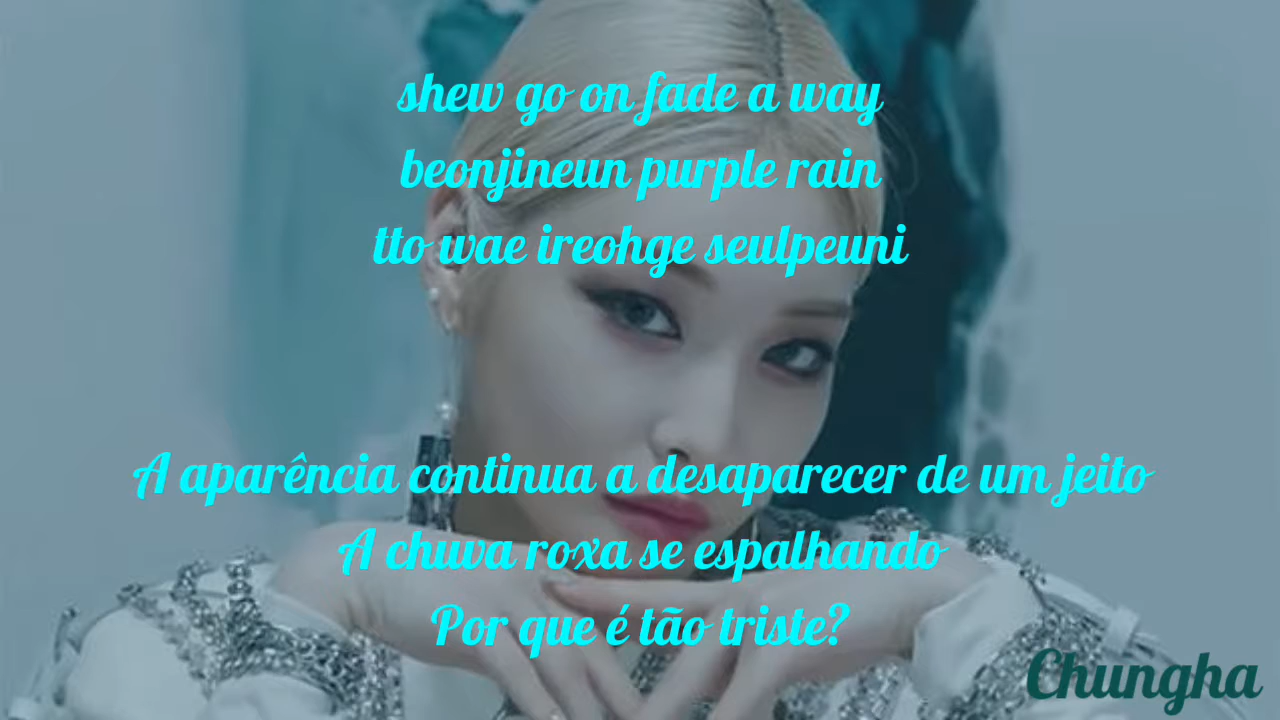 shew go on fade a way
beonjineun purple rain
tto wae ireohge seulpeuni
A aparência continua a desaparecer de um jeito
A chuva roxa se espalhando
Por que é tão triste?
Chungha